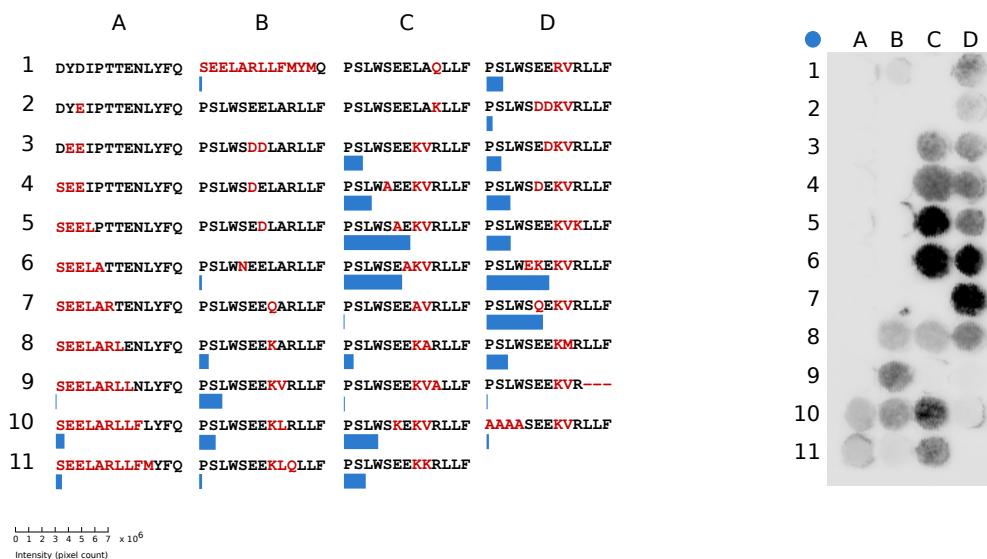 A B C D
1 DYDIPTTENLYFQ SEELARLLFMYMQ PSLWSEELAQLLF PSLWSEERVRLLF
2 DYEIPTTENLYFQ PSLWSEELARLLF PSLWSEELAKLLF PSLWSDDKVRLLF
3 DEEIPTTENLYFQ PSLWSDDLARLLF PSLWSEEKVRLLF PSLWSEDKVRLLF
4 SEEIPTTENLYFQ PSLWSDELARLLF PSLWAEEKVRLLF PSLWSDEKVRLLF
5 SEELPTTENLYFQ PSLWSEDLARLLF PSLWSAEKVRLLF PSLWSEEKVKLLF
6 SEELATTENLYFQ PSLWNEELARLLF PSLWSEAKVRLLF PSLWEKEKVRLLF
7 SEELARTENLYFQ PSLWSEEQARLLF PSLWSEEAVRLLF PSLWSQEKVRLLF
8 SEELARLENLYFQ PSLWSEEKARLLF PSLWSEEKARLLF PSLWSEEKMRLLF
9 SEELARLLNLYFQ PSLWSEEKVRLLF PSLWSEEKVALLF PSLWSEEKVR---
10 SEELARLLFLYFQ PSLWSEEKLRLLF PSLWSKEKVRLLF AAAASEEKVRLLF
11 SEELARLLFMYFQ PSLWSEEKLQLLF PSLWSEEKKRLLF
0 1 2 3 4 5 6 7 x 10⁶
Intensity (pixel count)
A B C D
1
2
3
4
5
6
7
8
9
10
11